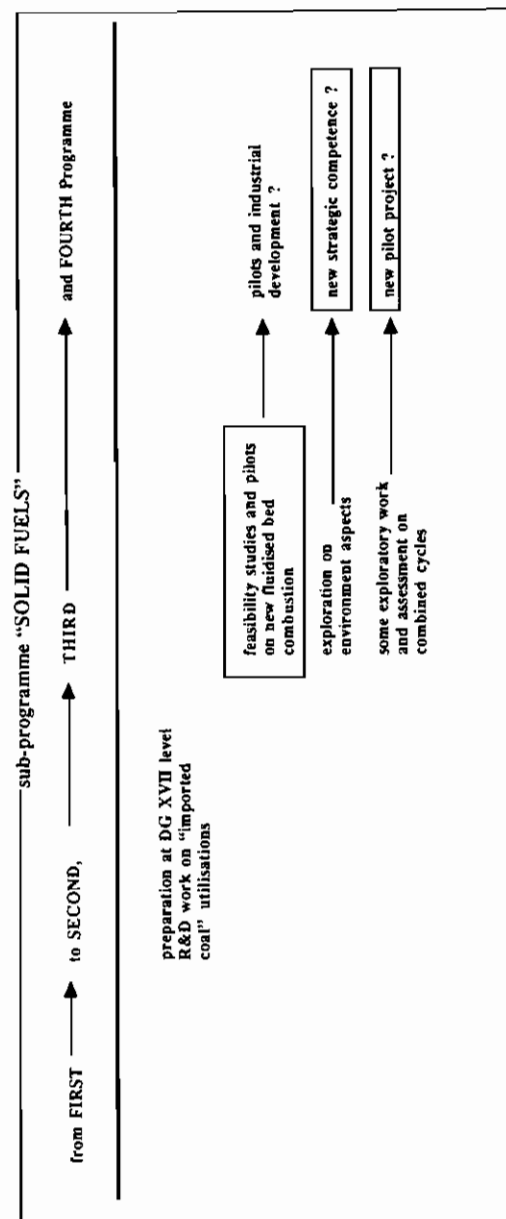 sub-programme “SOLID FUELS”
from FIRST
to SECOND,
THIRD
and FOURTH Programme
preparation at DG XVII level
R&D work on “imported
coal” utilisations
feasibility studies and pilots
on new fluidised bed
combustion
pilots and industrial
development ?
exploration on
environment aspects
new strategic competence ?
some exploratory work
and assessment on
combined cycles
new pilot project ?